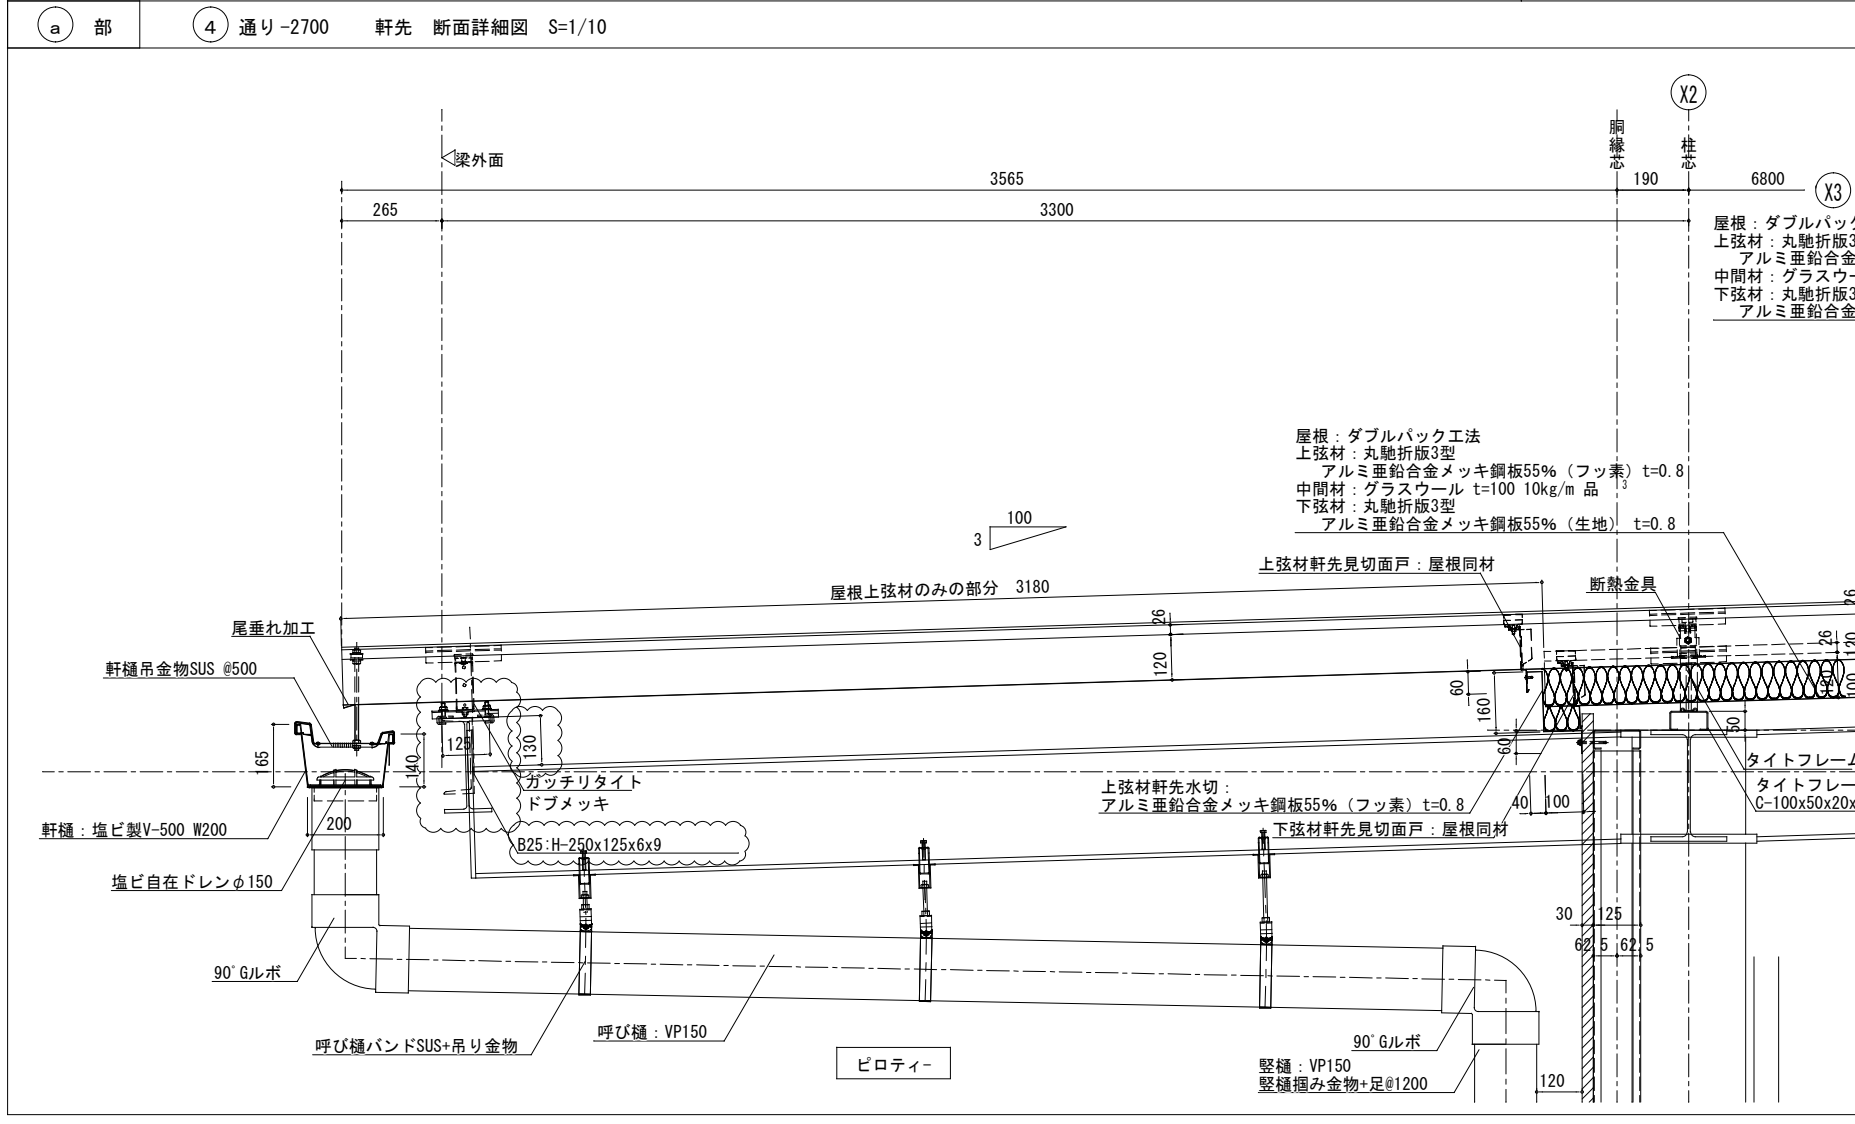 a 部 4 通り-2700 軒先 断面詳細図 S=1/10
X2
梁外面
胴縁芯
柱芯
3565
190
6800
X3
265
3300
屋根：ダブルパック
上弦材：丸馳折版3
アルミ亜鉛合金
中間材：グラスウー
下弦材：丸馳折版3
アルミ亜鉛合金
屋根：ダブルパック工法
上弦材：丸馳折版3型
アルミ亜鉛合金メッキ鋼板55%（フッ素）t=0.8
中間材：グラスウール t=100 10kg/m 品 3
下弦材：丸馳折版3型
アルミ亜鉛合金メッキ鋼板55%（生地） t=0.8
100
3
上弦材軒先見切面戸：屋根同材
断熱金具
屋根上弦材のみの部分 3180
26
120
26
26
120
120
100
尾垂れ加工
軒樋吊金物SUS @500
60
160
60
50
165
140
125
130
200
ガッチリタイト
ドブメッキ
上弦材軒先水切：
アルミ亜鉛合金メッキ鋼板55%（フッ素）t=0.8
40
100
タイトフレーム
タイトフレー
C-100x50x20x
軒樋：塩ビ製V-500 W200
B25:H-250x125x6x9
下弦材軒先見切面戸：屋根同材
塩ビ自在ドレンφ150
30
125
62.5
62.5
90ﾟGルボ
呼び樋バンドSUS+吊り金物
呼び樋：VP150
ピロティ-
90ﾟGルボ
竪樋：VP150
竪樋掴み金物+足@1200
120